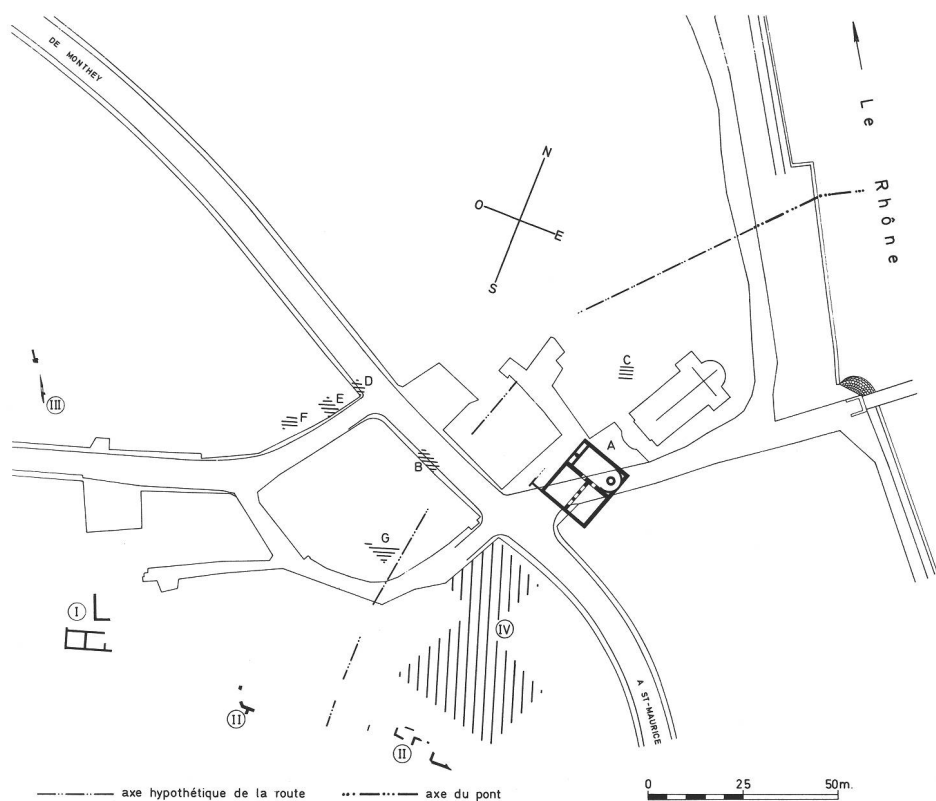 DE MONTHEY
Le Rhône
N
O
E
S
C
D
E
F
III
A
B
G
I
IV
II
II
A ST-MAURICE
axe hypothétique de la route
axe du pont
0 25 50m.